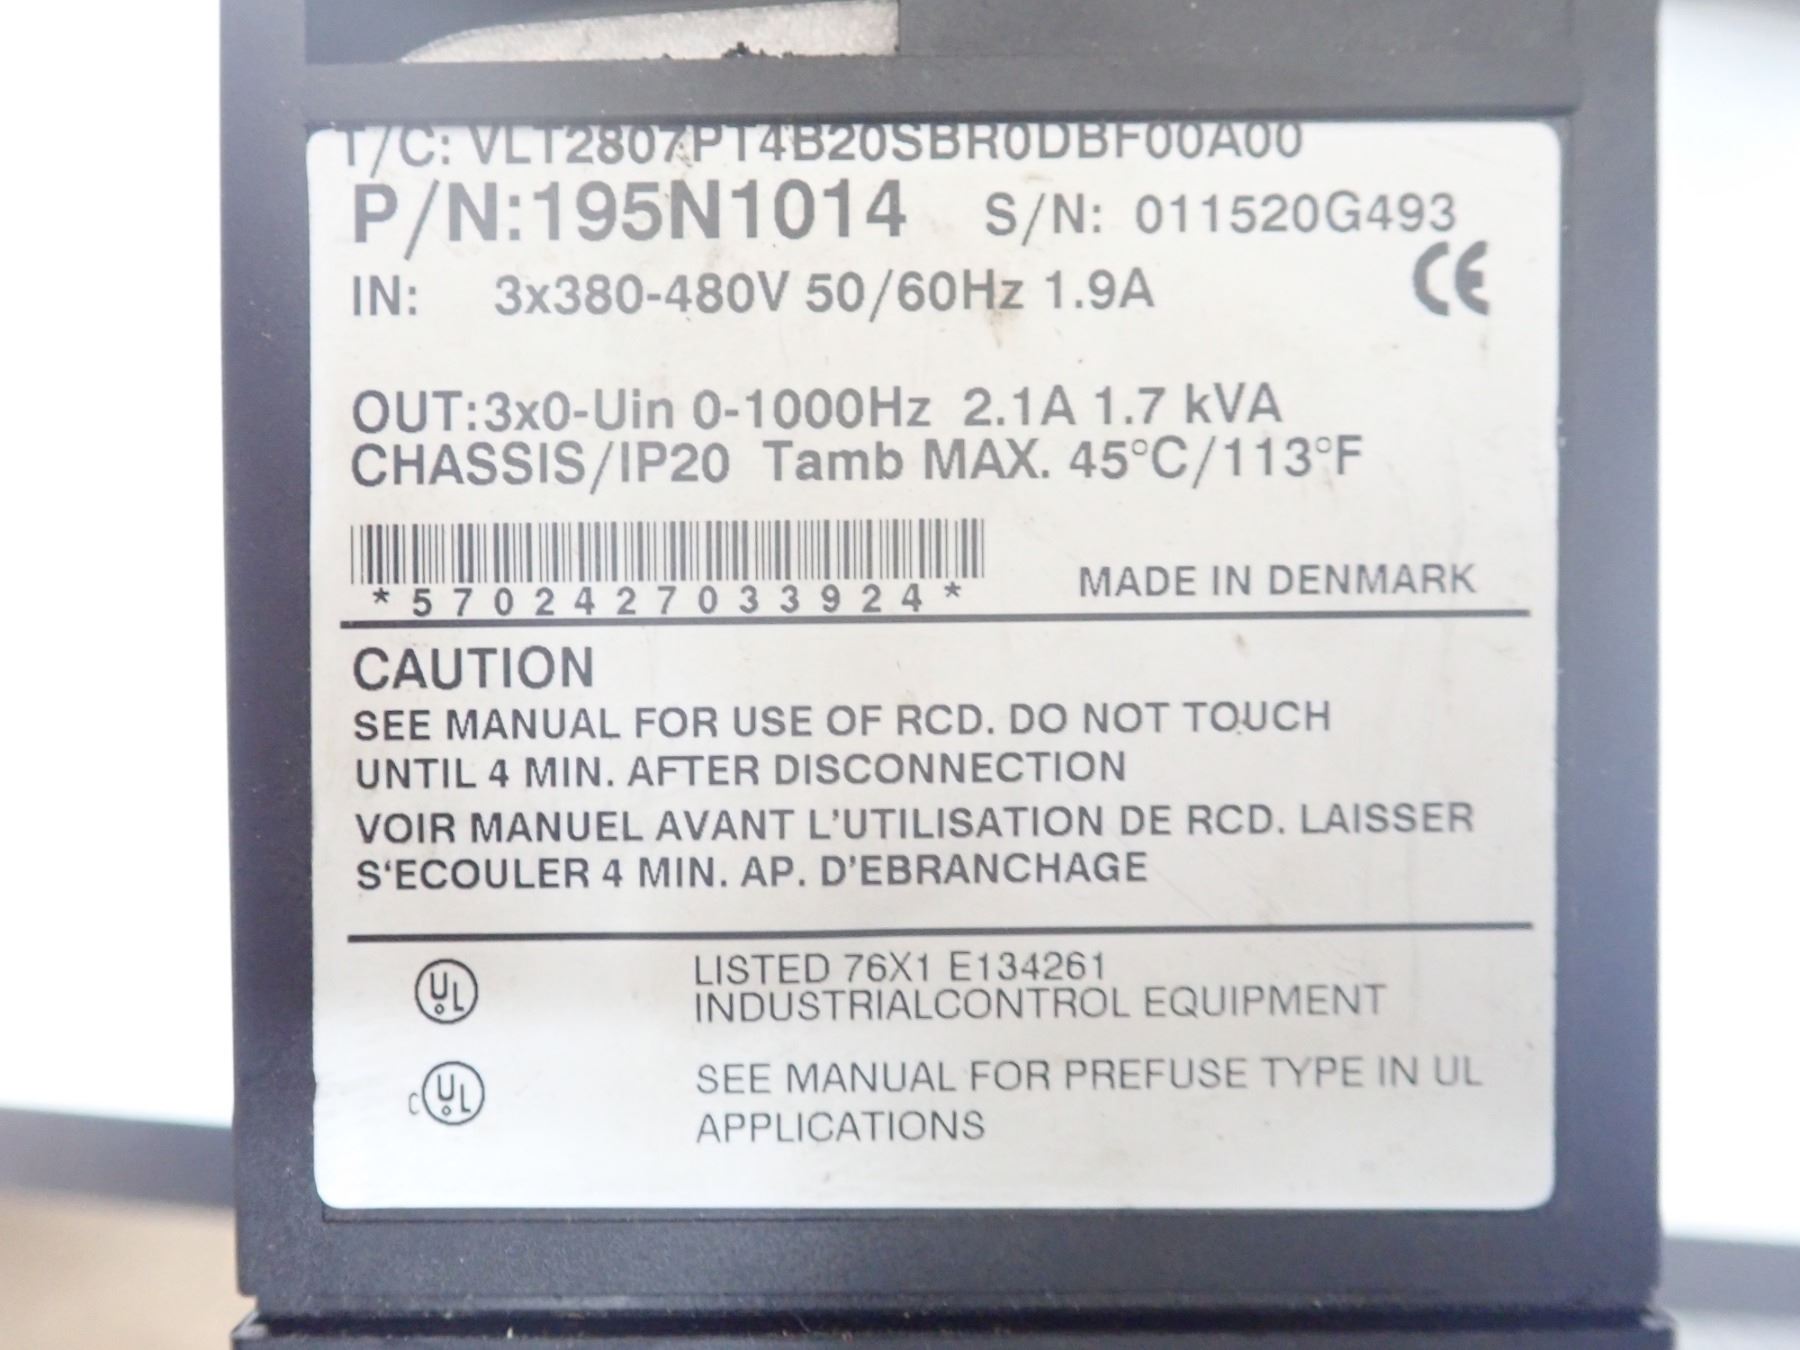 T/C: VLT2807PT4B20SBR0DBF00A00
P/N:195N1014 S/N: 011520G493
IN: 3x380-480V 50/60Hz 1.9A CE
OUT:3x0-Uin 0-1000Hz 2.1A 1.7 kVA
CHASSIS/IP20 Tamb MAX. 45°C/113°F
*5702427033924* MADE IN DENMARK
CAUTION
SEE MANUAL FOR USE OF RCD. DO NOT TOUCH
UNTIL 4 MIN. AFTER DISCONNECTION
VOIR MANUEL AVANT L'UTILISATION DE RCD. LAISSER
S'ECOULER 4 MIN. AP. D'EBRANCHAGE
UL LISTED 76X1 E134261
INDUSTRIALCONTROL EQUIPMENT
c UL SEE MANUAL FOR PREFUSE TYPE IN UL
APPLICATIONS